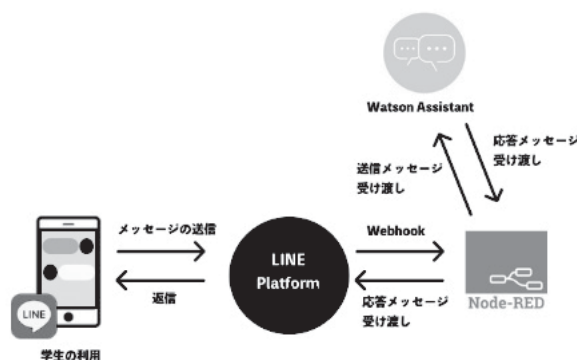 Watson Assistant
応答メッセージ
受け渡し
送信メッセージ
受け渡し
メッセージの送信
返信
LINE
Platform
Webhook
応答メッセージ
受け渡し
Node-RED
LINE
学生の利用